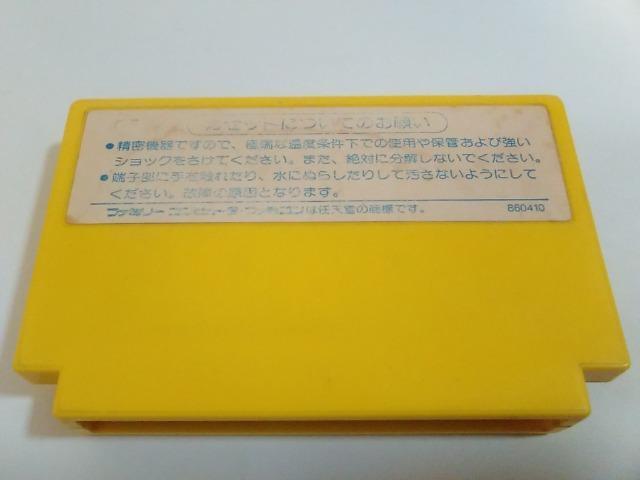 カセットについてのお願い
●精密機器ですので、極端な温度条件下での使用や保管および強い
ショックをさけてください。また、絶対に分解しないでください。
●端子部に手を触れたり、水にぬらしたりして汚さないようにして
ください。故障の原因となります。
ファミリーコンピュータ・ファミコンは任天堂の商標です。
860410